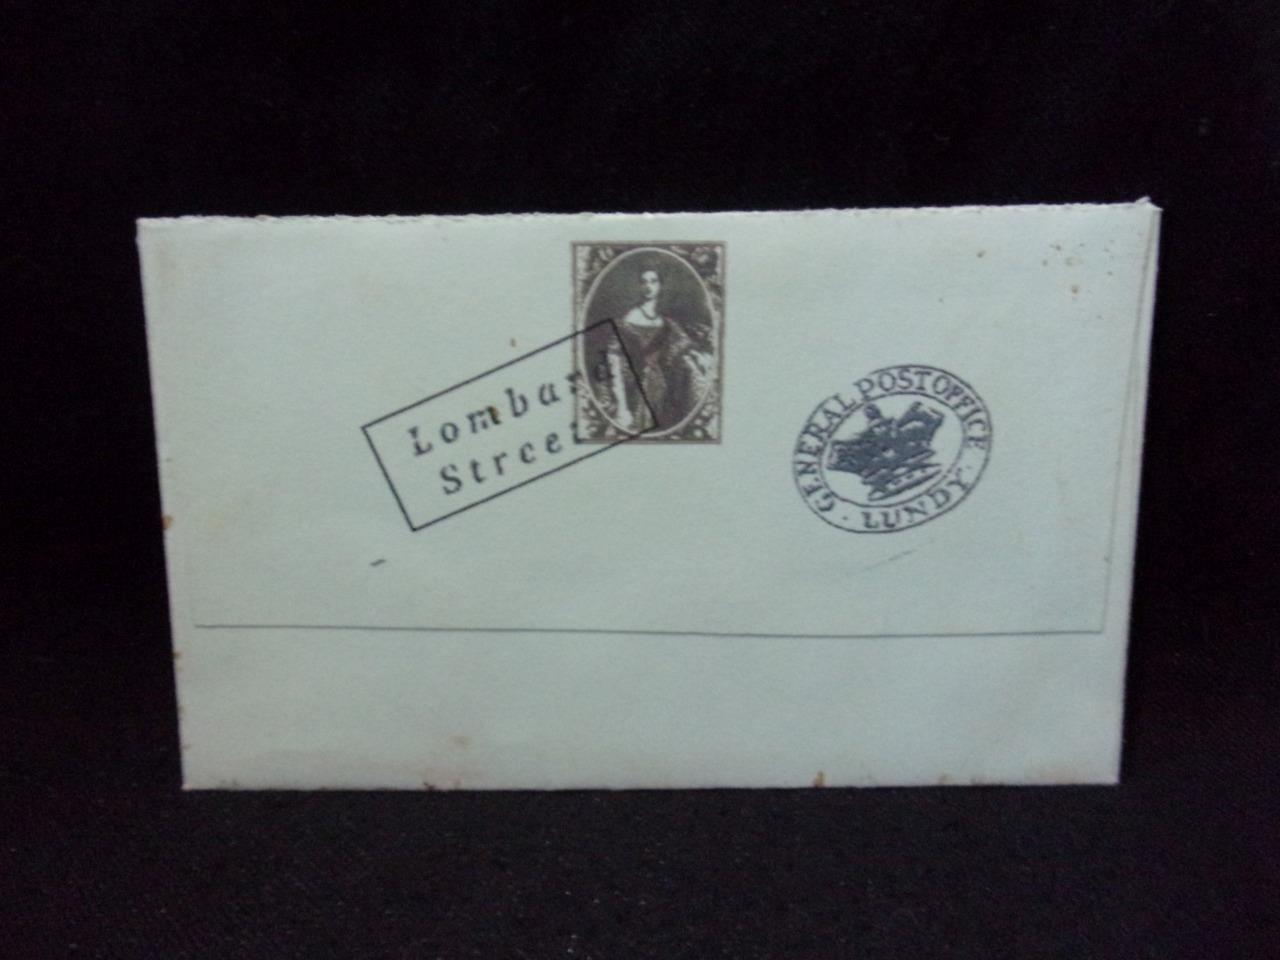 Lombard
Street
GENERAL POST OFFICE
· LUNDY ·